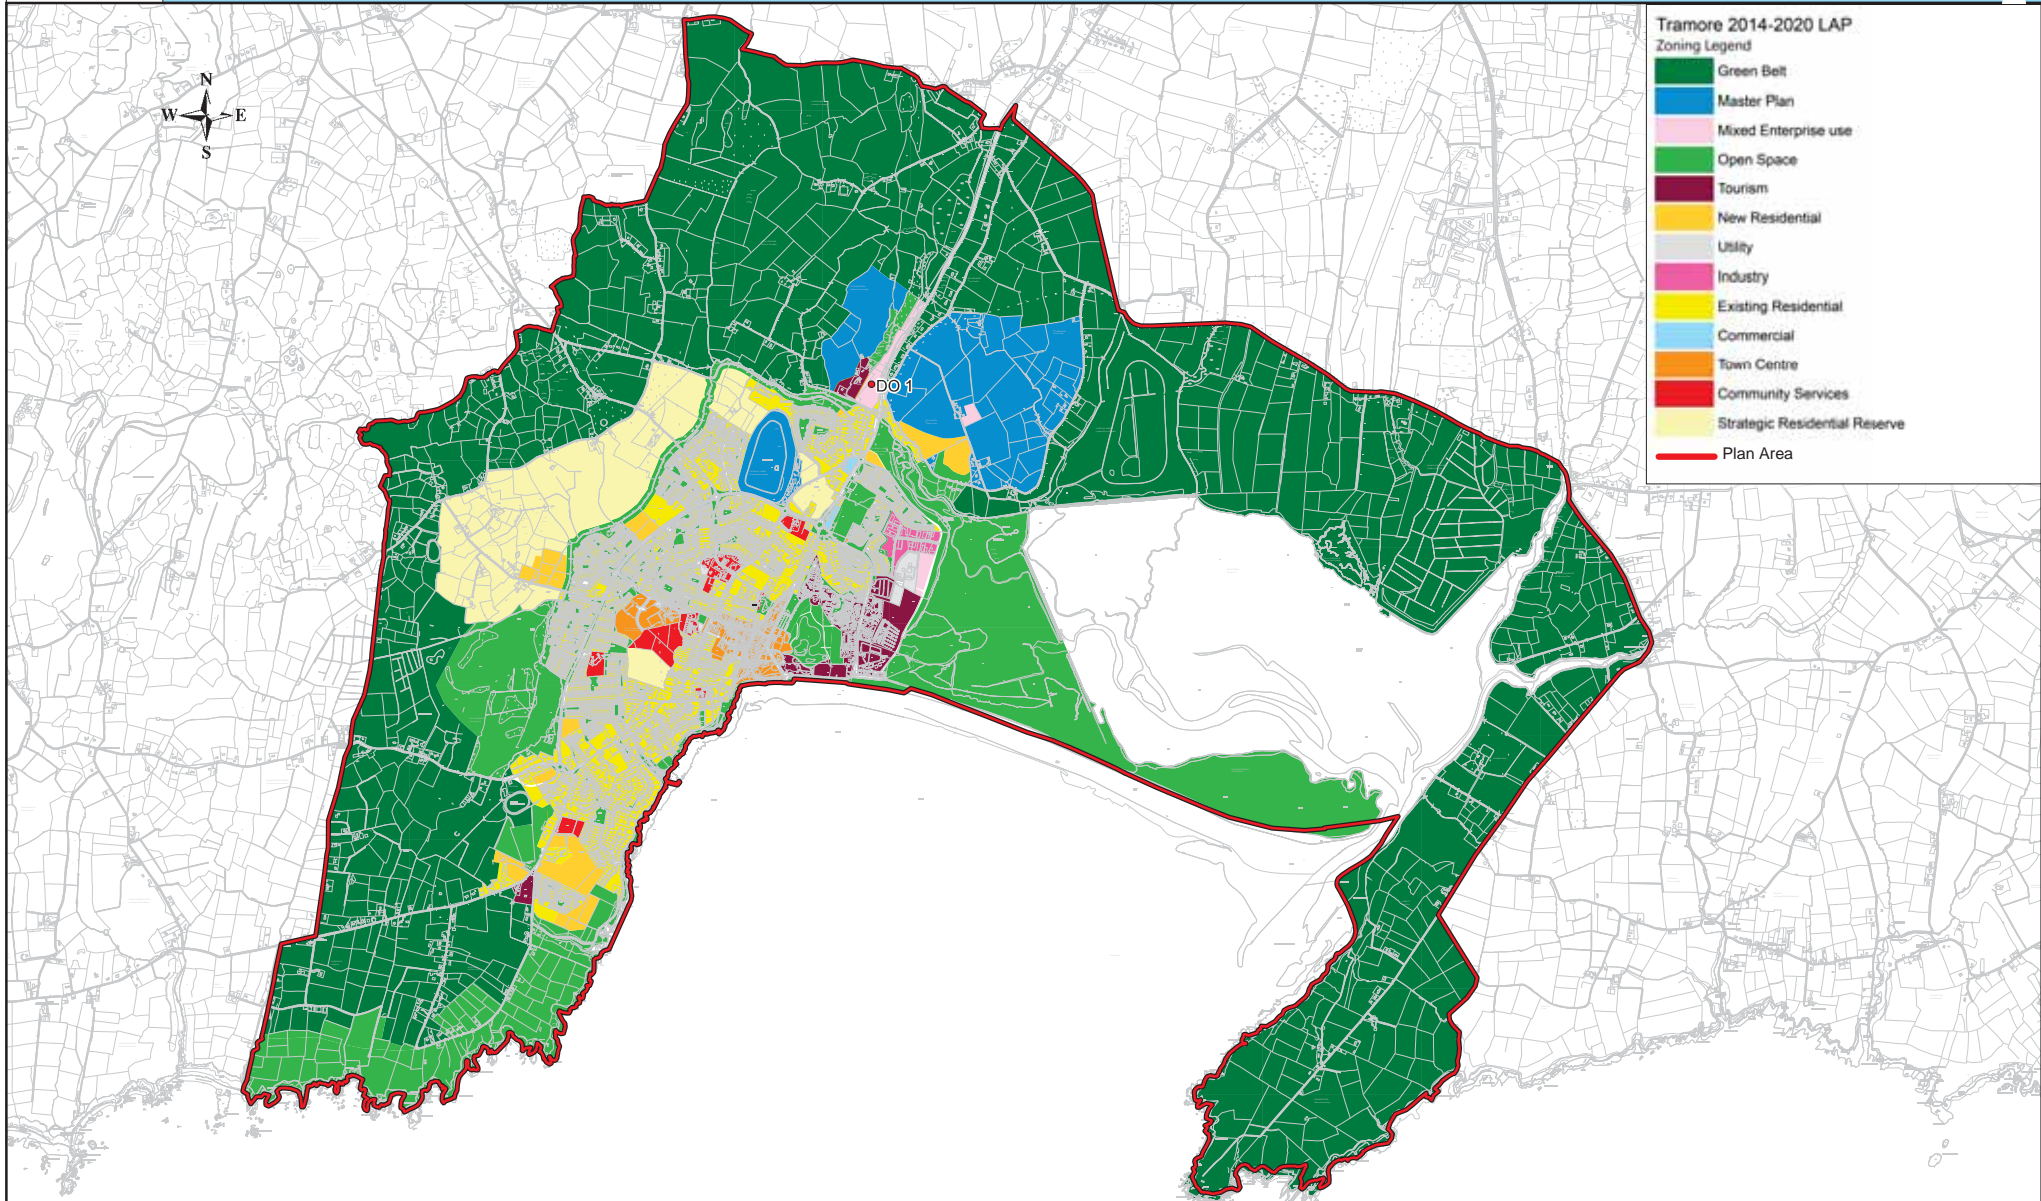 N
W E
S
DO 1
Tramore 2014-2020 LAP
Zoning Legend
Green Belt
Master Plan
Mixed Enterprise use
Open Space
Tourism
New Residential
Utility
Industry
Existing Residential
Commercial
Town Centre
Community Services
Strategic Residential Reserve
Plan Area